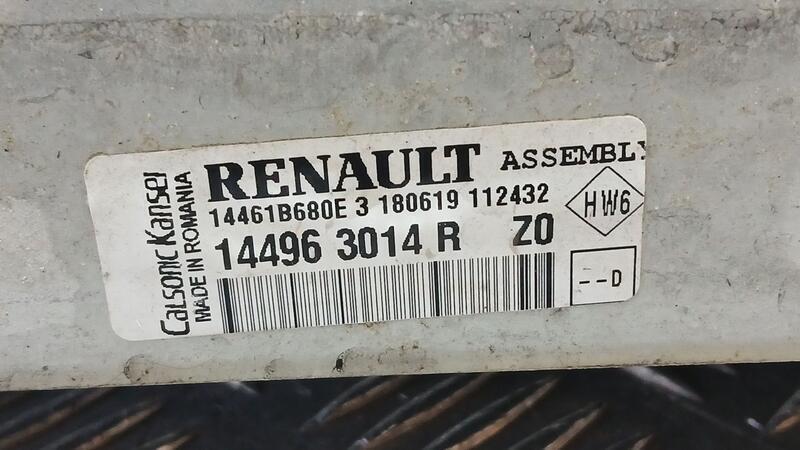 RENAULT ASSEMBLY
14461B680E 3 180619 112432
14496 3014 R Z0
HW6
--D
Calsonic Kansei
MADE IN ROMANIA